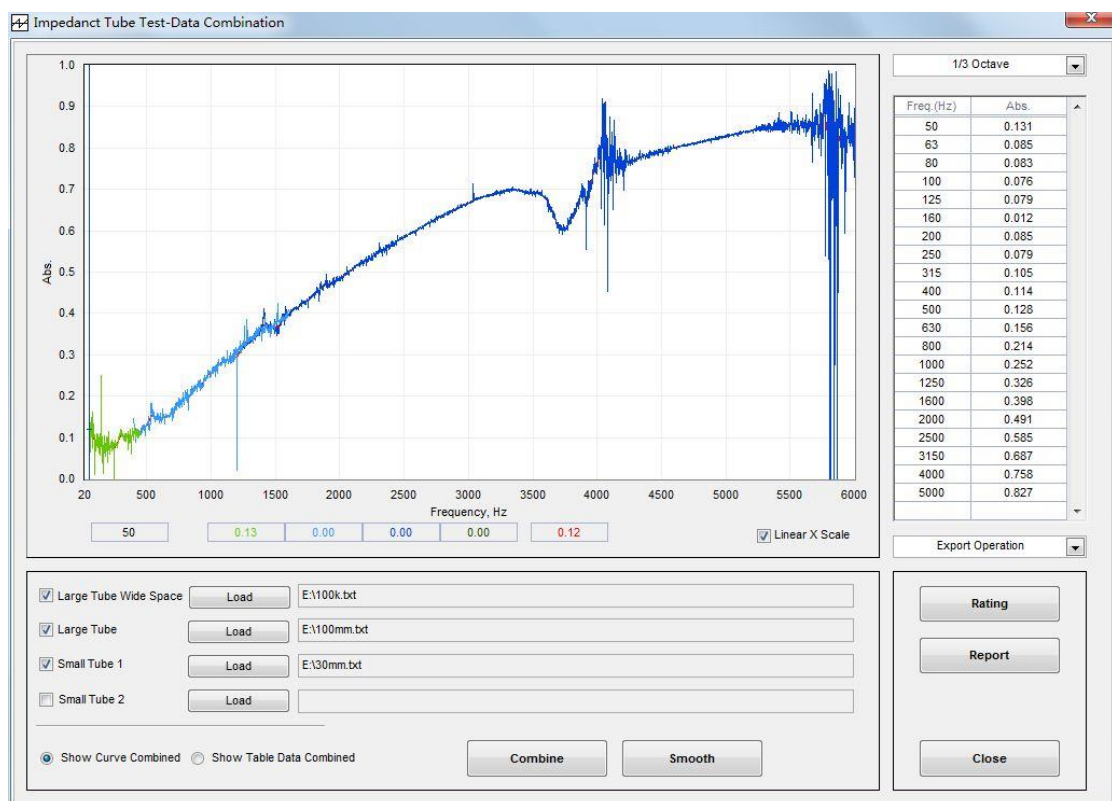 Impedanct Tube Test-Data Combination
X
1.0
0.9
0.8
0.7
0.6
0.5
0.4
0.3
0.2
0.1
0.0
Abs.
20 500 1000 1500 2000 2500 3000 3500 4000 4500 5000 5500 6000
Frequency, Hz
50 0.13 0.00 0.00 0.00 0.12
Linear X Scale
1/3 Octave
Freq.(Hz) Abs.
50 0.131
63 0.085
80 0.083
100 0.076
125 0.079
160 0.012
200 0.085
250 0.079
315 0.105
400 0.114
500 0.128
630 0.156
800 0.214
1000 0.252
1250 0.326
1600 0.398
2000 0.491
2500 0.585
3150 0.687
4000 0.758
5000 0.827
Export Operation
Large Tube Wide Space Load E:\100k.txt
Large Tube Load E:\100mm.txt
Small Tube 1 Load E:\30mm.txt
Small Tube 2 Load
Show Curve Combined Show Table Data Combined Combine Smooth
Rating
Report
Close